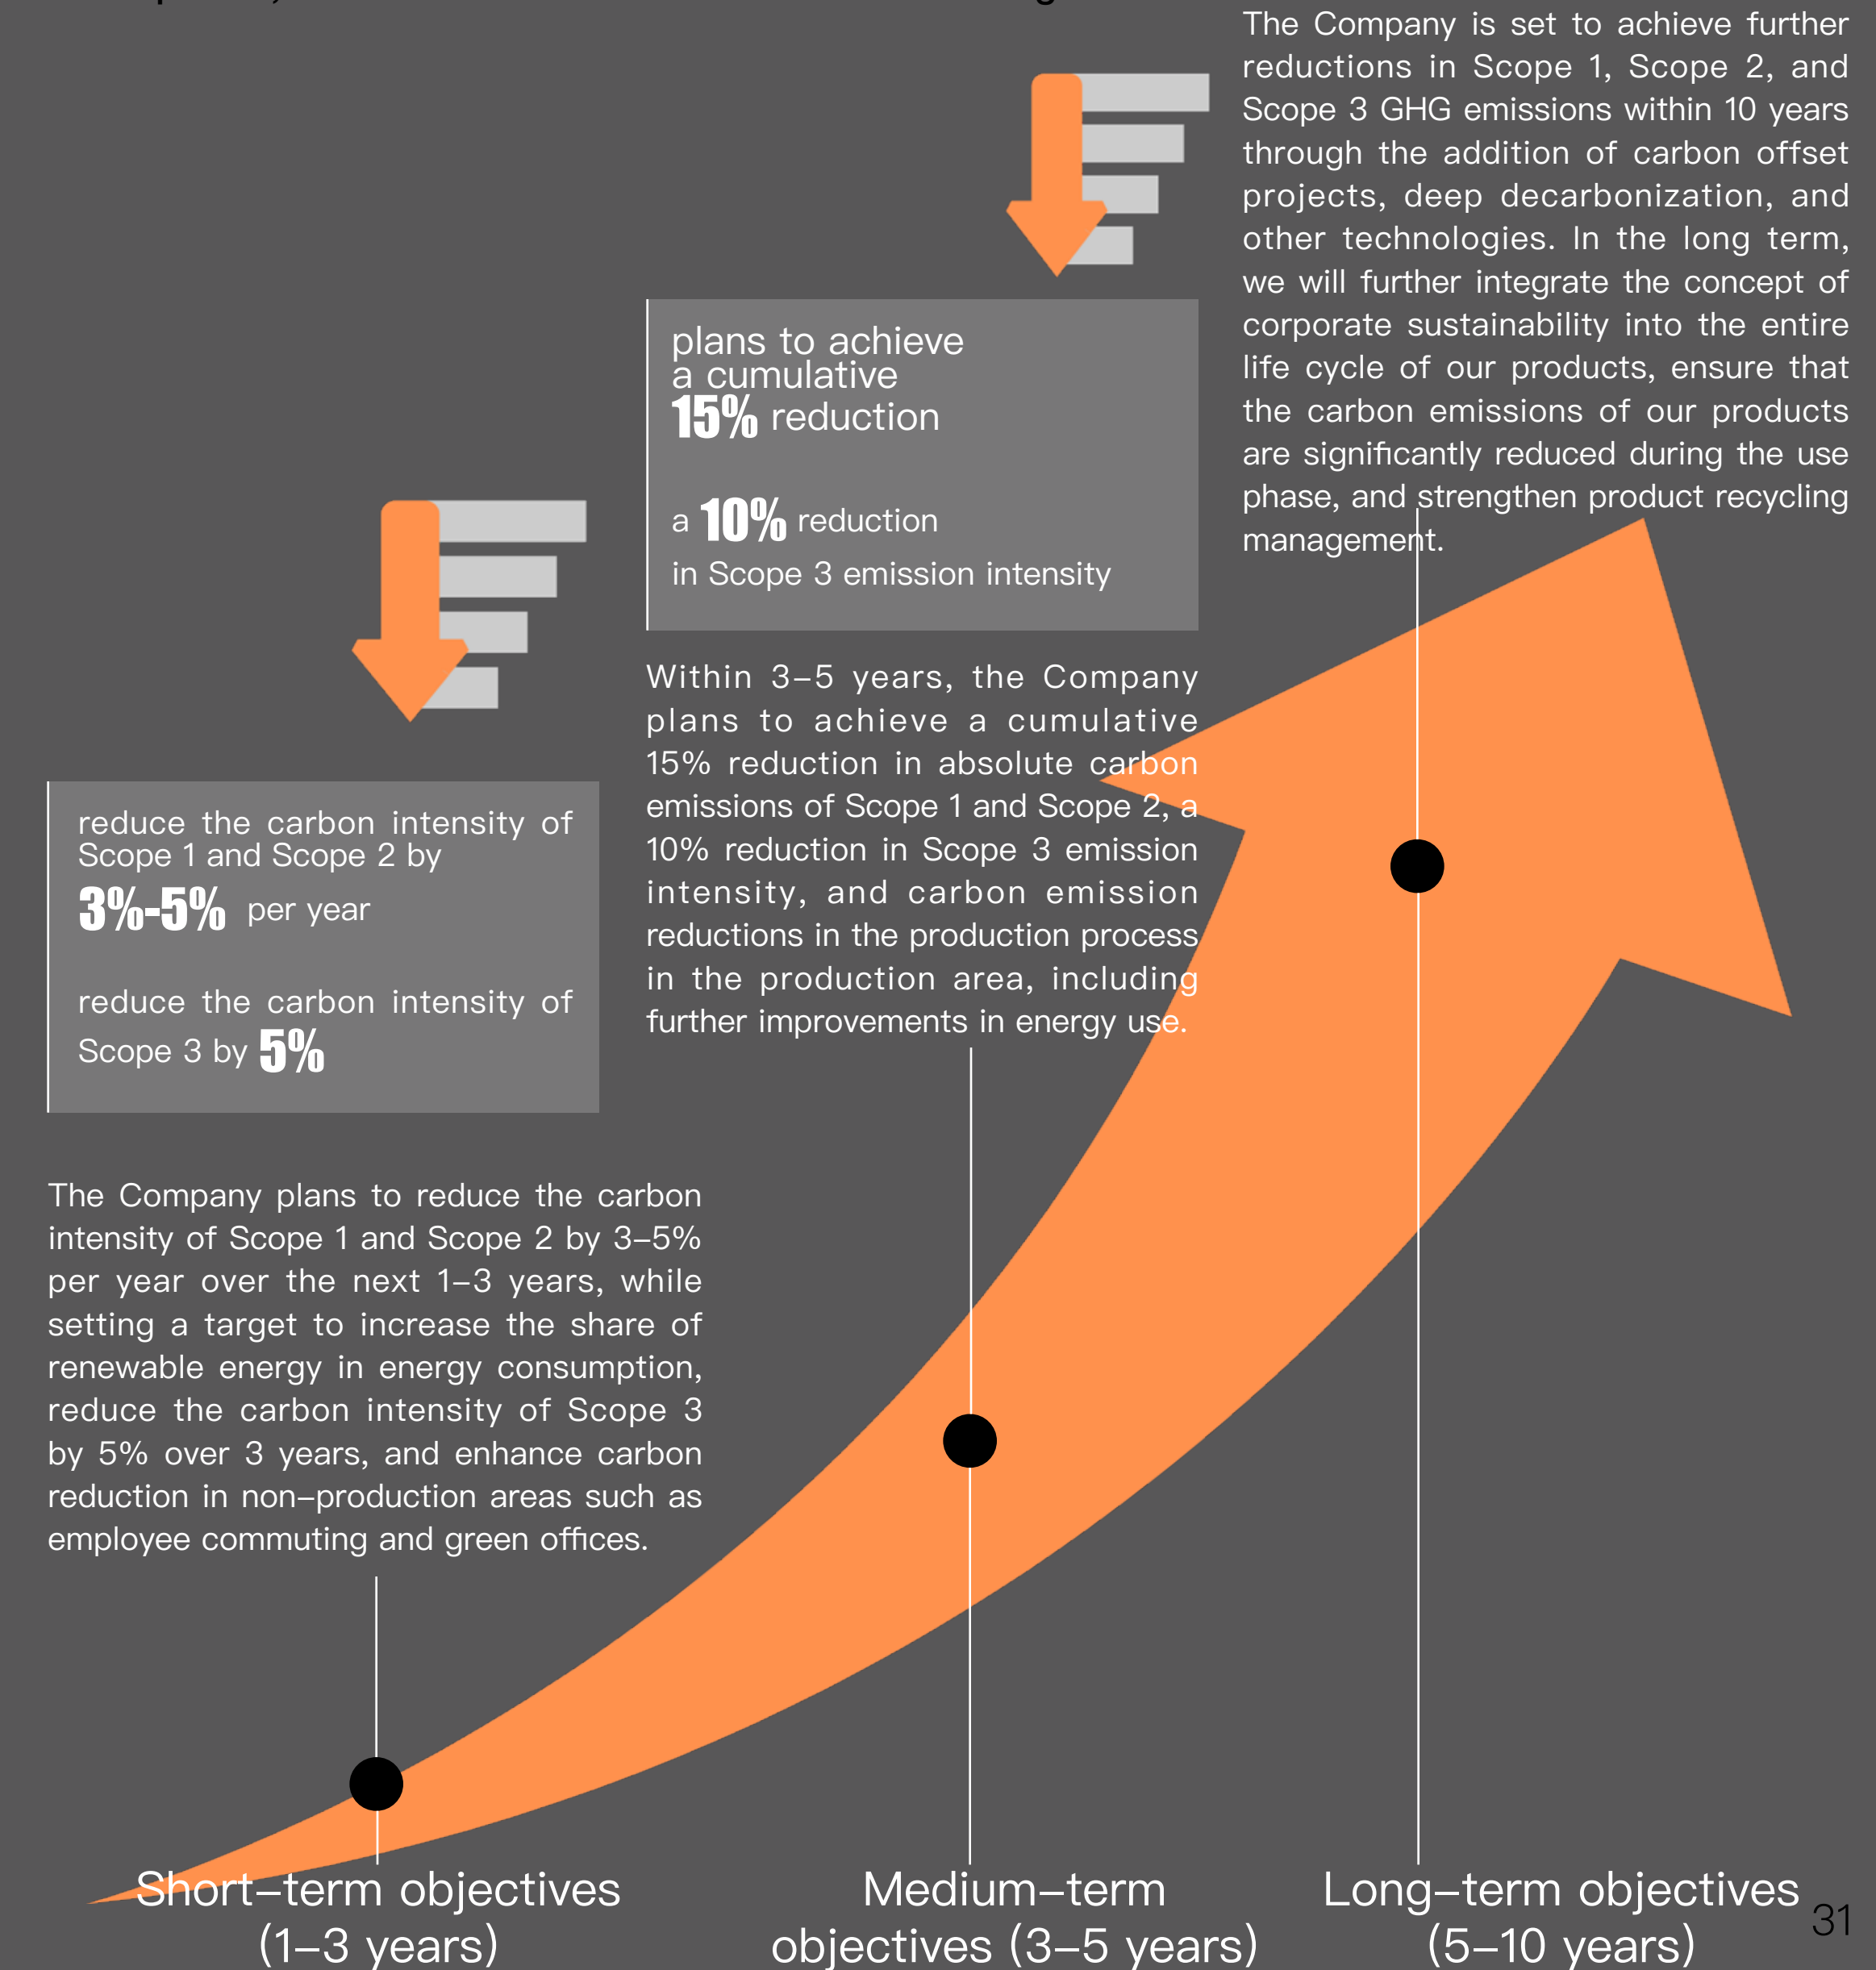 reduce the carbon intensity of
Scope 1 and Scope 2 by
3%-5% per year
reduce the carbon intensity of
Scope 3 by 5%
The Company plans to reduce the carbon
intensity of Scope 1 and Scope 2 by 3–5%
per year over the next 1–3 years, while
setting a target to increase the share of
renewable energy in energy consumption,
reduce the carbon intensity of Scope 3
by 5% over 3 years, and enhance carbon
reduction in non–production areas such as
employee commuting and green offices.
Short–term objectives
(1–3 years)
plans to achieve
a cumulative
15% reduction
a 10% reduction
in Scope 3 emission intensity
Within 3–5 years, the Company
plans to achieve a cumulative
15% reduction in absolute carbon
emissions of Scope 1 and Scope 2, a
10% reduction in Scope 3 emission
intensity, and carbon emission
reductions in the production process
in the production area, including
further improvements in energy use.
Medium–term
objectives (3–5 years)
The Company is set to achieve further
reductions in Scope 1, Scope 2, and
Scope 3 GHG emissions within 10 years
through the addition of carbon offset
projects, deep decarbonization, and
other technologies. In the long term,
we will further integrate the concept of
corporate sustainability into the entire
life cycle of our products, ensure that
the carbon emissions of our products
are significantly reduced during the use
phase, and strengthen product recycling
management.
Long–term objectives
(5–10 years)
31